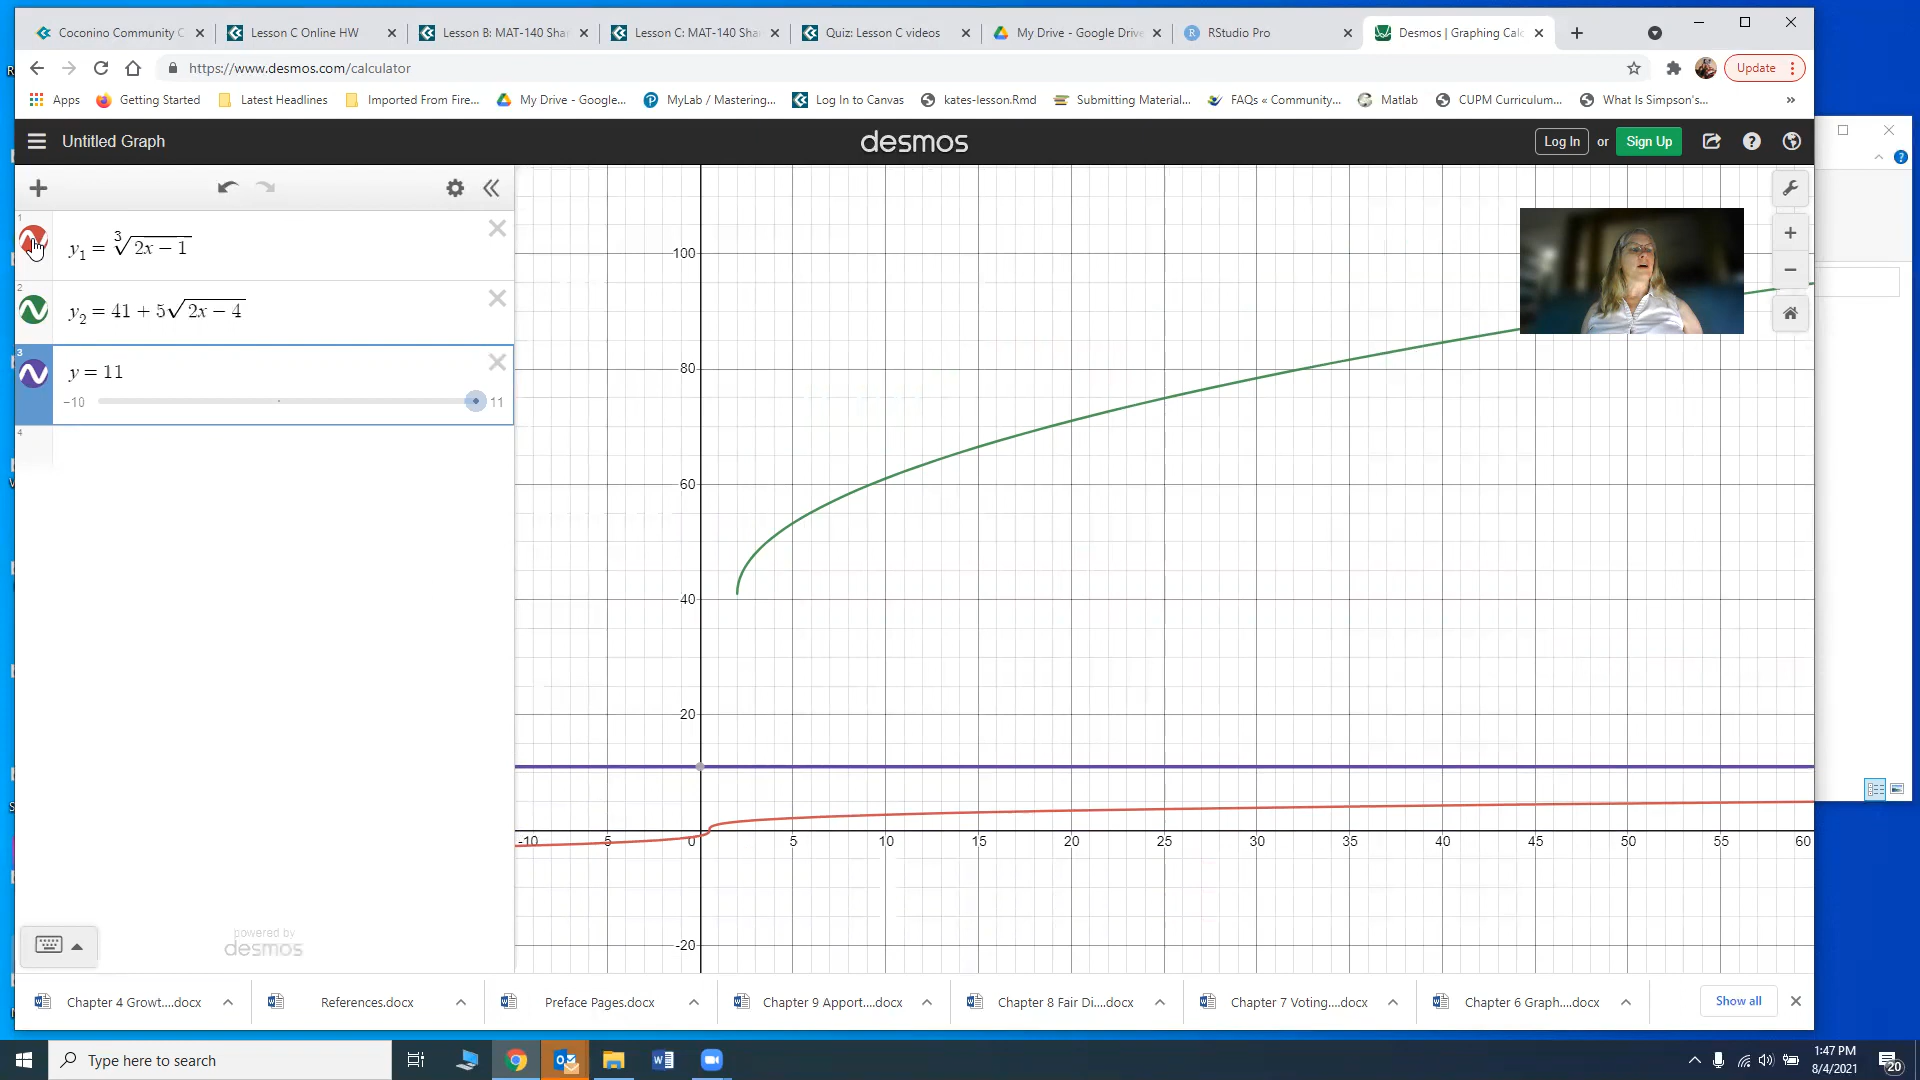 Coconino Community C
Lesson C Online HW
Lesson B: MAT-140 Shar
Lesson C: MAT-140 Shar
Quiz: Lesson C videos
My Drive - Google Drive
RStudio Pro
Desmos | Graphing Calc
https://www.desmos.com/calculator
Update
Apps
Getting Started
Latest Headlines
Imported From Fire...
My Drive - Google...
MyLab / Mastering...
Log In to Canvas
kates-lesson.Rmd
Submitting Material...
FAQs « Community...
Matlab
CUPM Curriculum...
What Is Simpson's...
»
Untitled Graph
desmos
Log In or Sign Up
1
y₁ = ∛(2x − 1)
2
y₂ = 41 + 5√(2x − 4)
3
y = 11
−10 11
4
100
80
60
40
20
-20
-10 5 0 5 10 15 20 25 30 35 40 45 50 55 60
powered by
desmos
Chapter 4 Growt....docx
References.docx
Preface Pages.docx
Chapter 9 Apport....docx
Chapter 8 Fair Di....docx
Chapter 7 Voting....docx
Chapter 6 Graph....docx
Show all
Type here to search
1:47 PM
8/4/2021
20